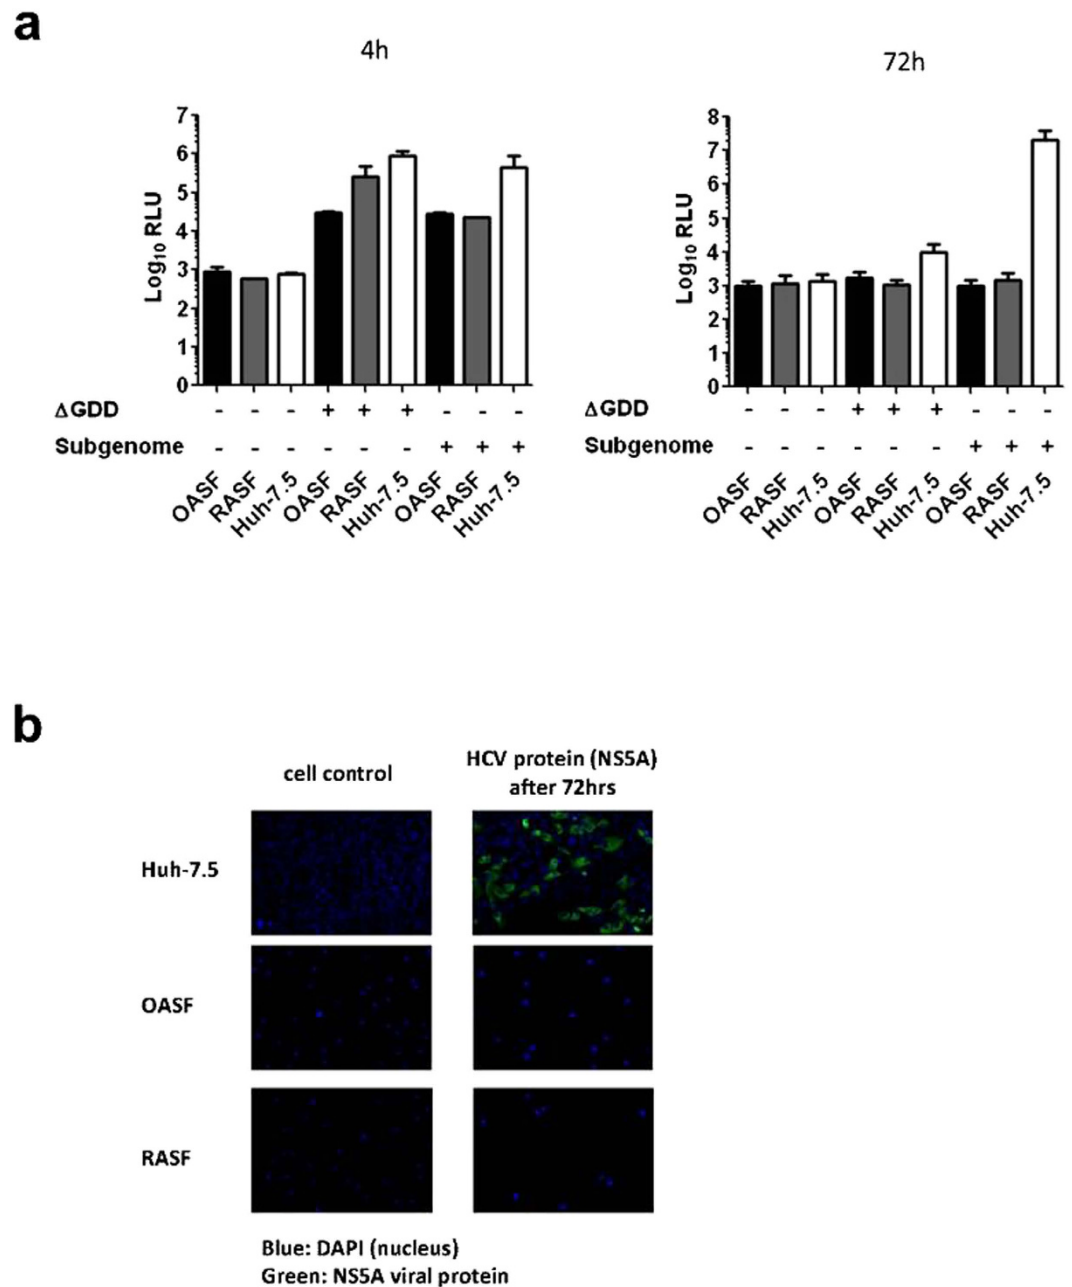 a
4h
72h
Log10 RLU
7
6
5
4
3
2
1
0
Log10 RLU
8
7
6
5
4
3
2
1
0
ΔGDD - - - + + + - - -
Subgenome - - - - - - + + +
OASF RASF Huh-7.5 OASF RASF Huh-7.5 OASF RASF Huh-7.5
ΔGDD - - - + + + - - -
Subgenome - - - - - - + + +
OASF RASF Huh-7.5 OASF RASF Huh-7.5 OASF RASF Huh-7.5
b
cell control
HCV protein (NS5A)
after 72hrs
Huh-7.5
OASF
RASF
Blue: DAPI (nucleus)
Green: NS5A viral protein